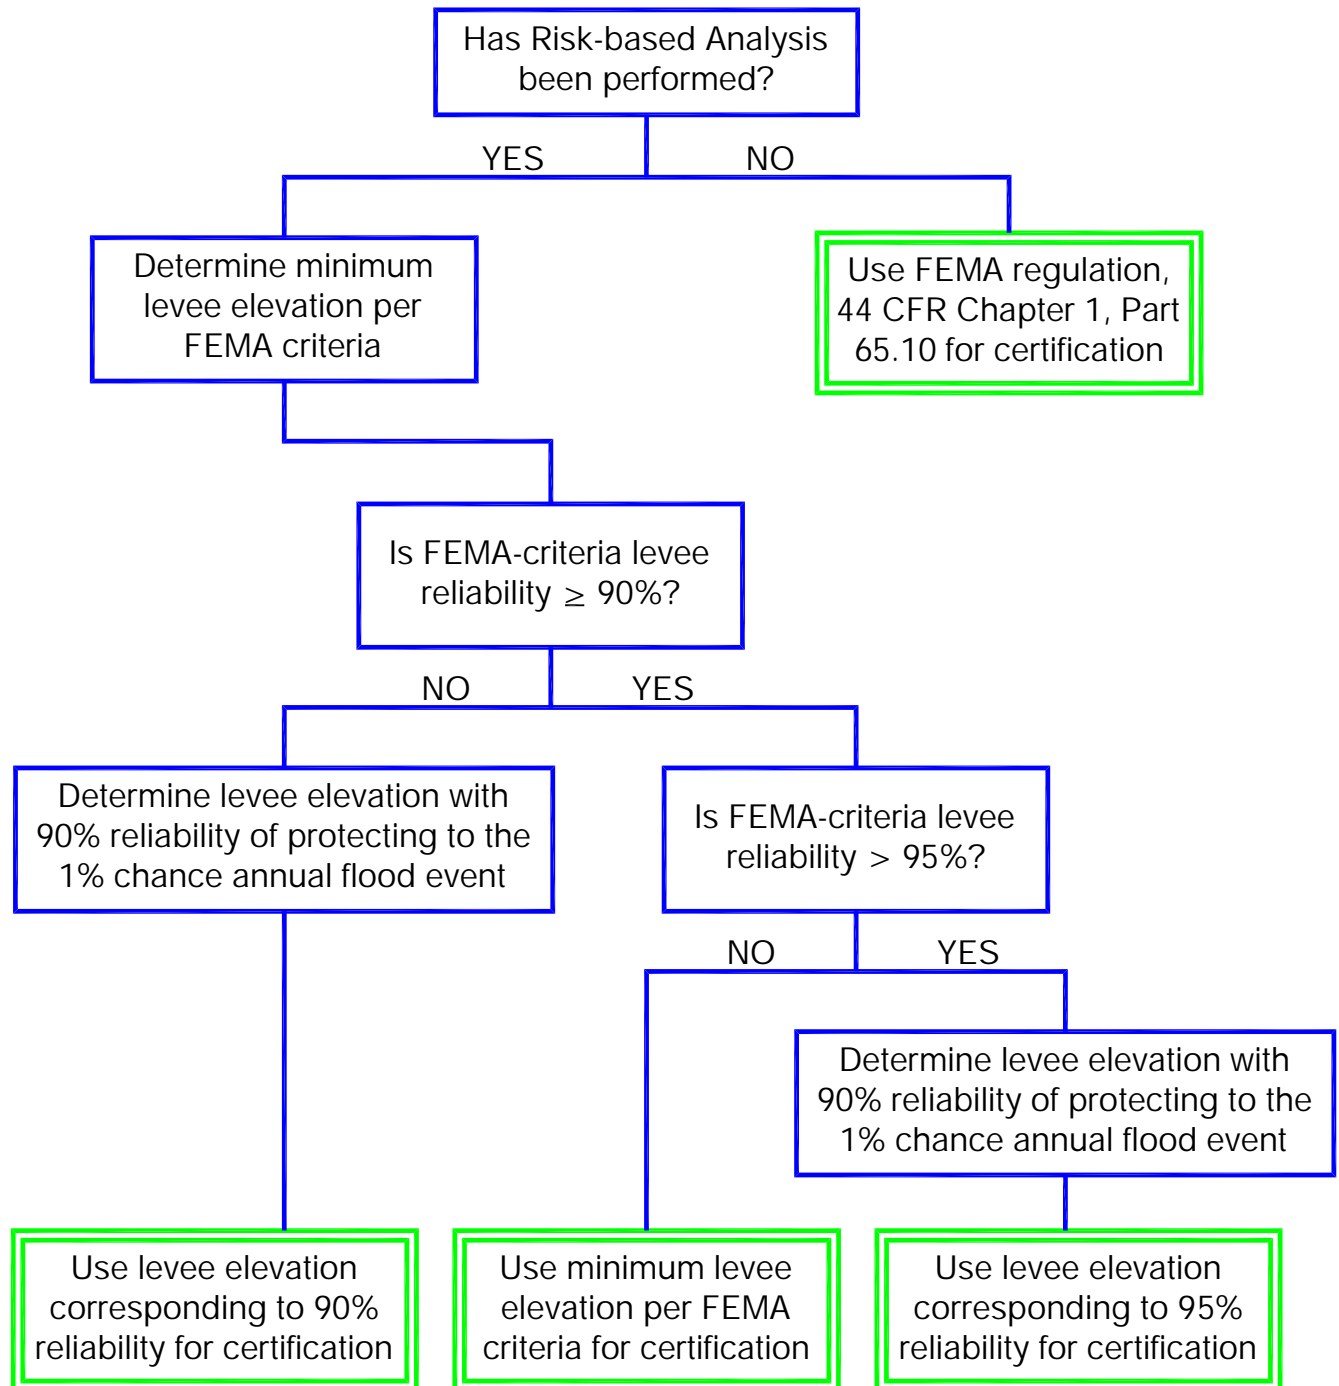 Has Risk-based Analysis
been performed?
YES
NO
Determine minimum
levee elevation per
FEMA criteria
Use FEMA regulation,
44 CFR Chapter 1, Part
65.10 for certification
Is FEMA-criteria levee
reliability ≥ 90%?
NO
YES
Determine levee elevation with
90% reliability of protecting to the
1% chance annual flood event
Is FEMA-criteria levee
reliability > 95%?
NO
YES
Determine levee elevation with
90% reliability of protecting to the
1% chance annual flood event
Use levee elevation
corresponding to 90%
reliability for certification
Use minimum levee
elevation per FEMA
criteria for certification
Use levee elevation
corresponding to 95%
reliability for certification